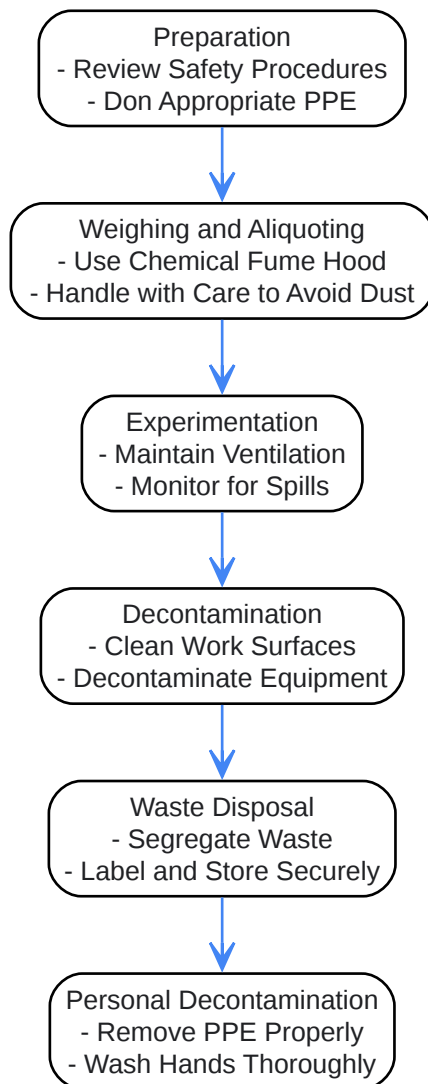 Preparation
- Review Safety Procedures
- Don Appropriate PPE
Weighing and Aliquoting
- Use Chemical Fume Hood
- Handle with Care to Avoid Dust
Experimentation
- Maintain Ventilation
- Monitor for Spills
Decontamination
- Clean Work Surfaces
- Decontaminate Equipment
Waste Disposal
- Segregate Waste
- Label and Store Securely
Personal Decontamination
- Remove PPE Properly
- Wash Hands Thoroughly